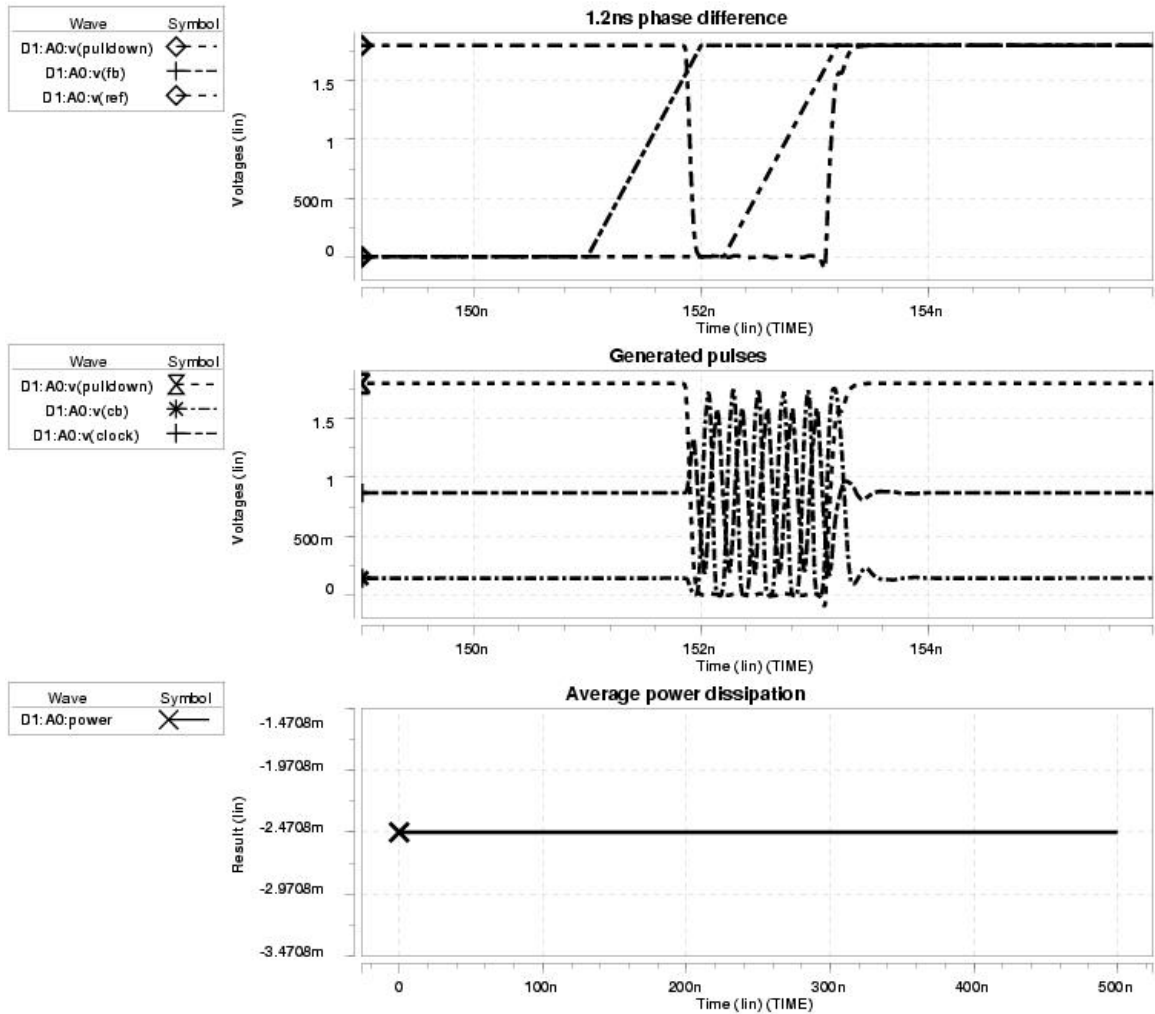 Wave Symbol
D1:A0:v(pulldown)
D1:A0:v(fb)
D1:A0:v(ref)
1.2ns phase difference
Voltages (lin)
1.5
1
500m
0
150n 152n 154n
Time (lin) (TIME)
Wave Symbol
D1:A0:v(pulldown)
D1:A0:v(cb)
D1:A0:v(clock)
Generated pulses
Voltages (lin)
1.5
1
500m
0
150n 152n 154n
Time (lin) (TIME)
Wave Symbol
D1:A0:power
Average power dissipation
Result (lin)
-1.4708m
-1.9708m
-2.4708m
-2.9708m
-3.4708m
0 100n 200n 300n 400n 500n
Time (lin) (TIME)